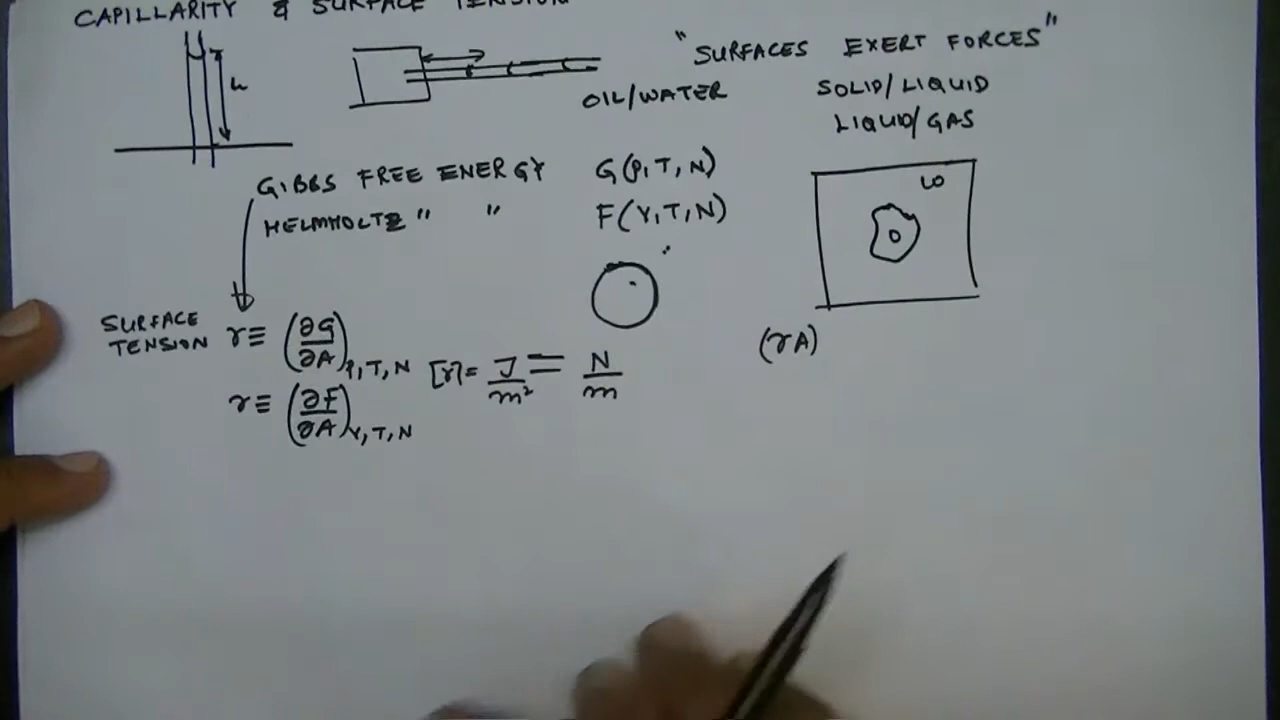 CAPILLARITY & SURFACE TENSION
h
"SURFACES EXERT FORCES"
OIL/WATER
SOLID/LIQUID
LIQUID/GAS
GIBBS FREE ENERGY G(P,T,N)
HELMHOLTZ " " F(V,T,N)
W
O
SURFACE TENSION γ ≡ (∂G/∂A)P,T,N [γ] = J/m² = N/m
γ ≡ (∂F/∂A)V,T,N
(γA)